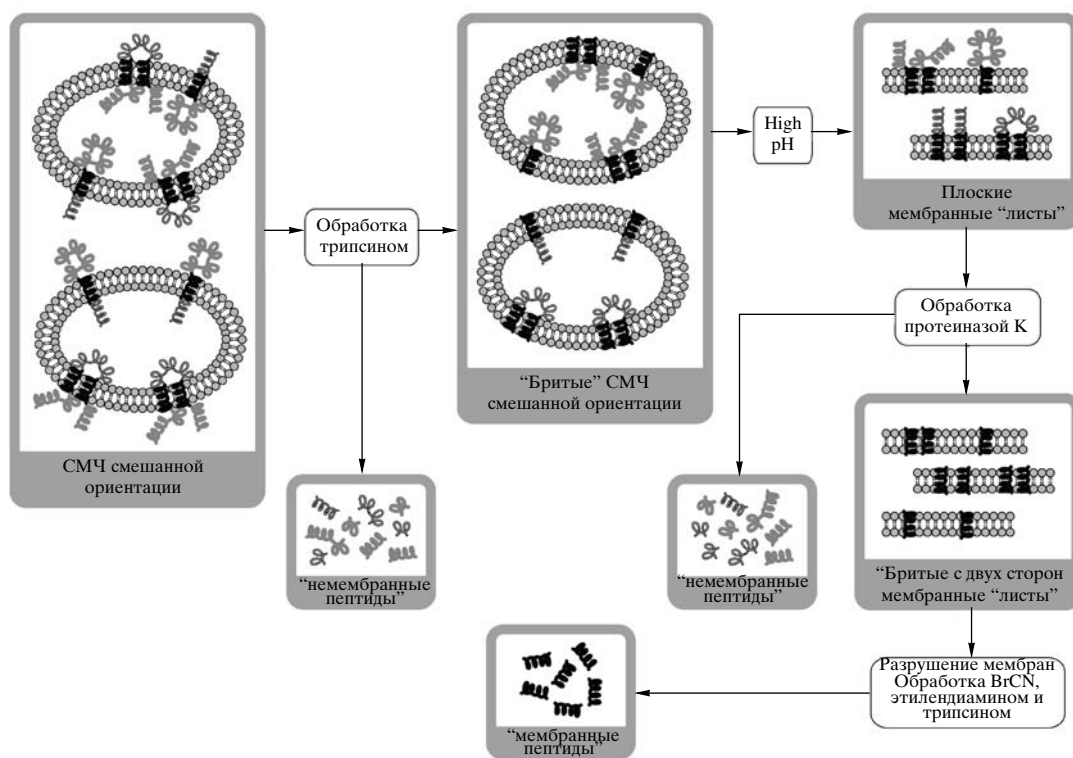 СМЧ смешанной
ориентации
Обработка
трипсином
“немембранные
пептиды”
“Бритые” СМЧ
смешанной ориентации
High
pH
Плоские
мембранные “листы”
Обработка
протеиназой K
“немембранные
пептиды”
“Бритые с двух сторон
мембранные “листы”
Разрушение мембран
Обработка BrCN,
этилендиамином и
трипсином
“мембранные
пептиды”